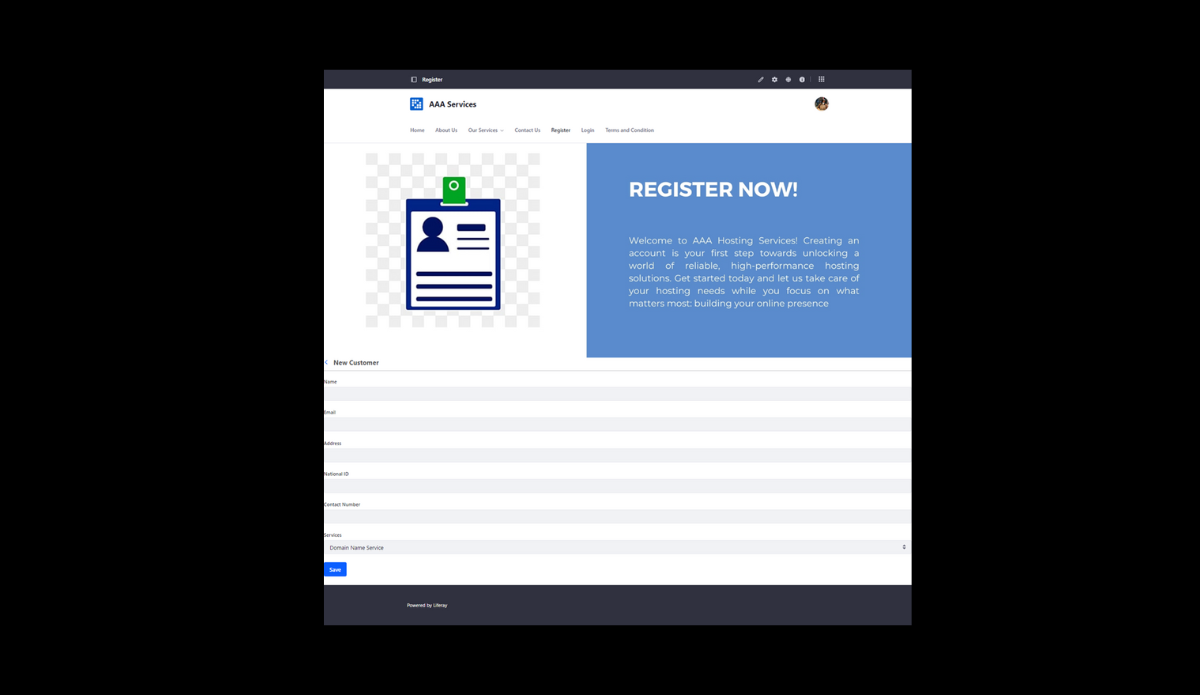 Register
AAA Services
Home About Us Our Services Contact Us Register Login Terms and Condition
REGISTER NOW!
Welcome to AAA Hosting Services! Creating an
account is your first step towards unlocking a
world of reliable, high-performance hosting
solutions. Get started today and let us take care of
your hosting needs while you focus on what
matters most: building your online presence
New Customer
Name
Email
Address
National ID
Contact Number
Services
Domain Name Service
Save
Powered by Liferay